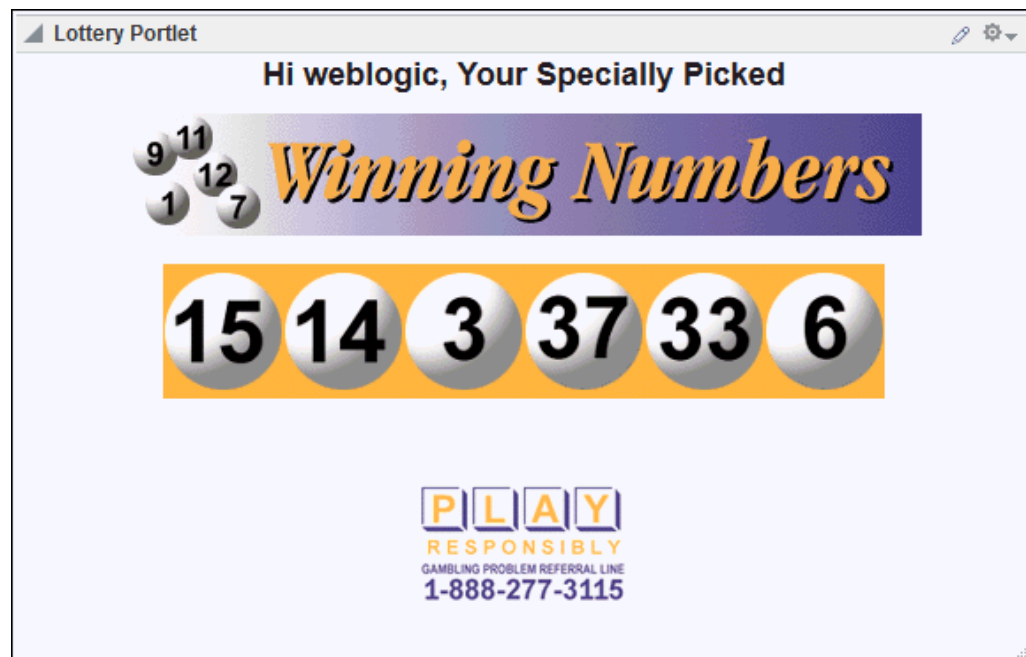 Lottery Portlet
Hi weblogic, Your Specially Picked
9 11 12 1 7
Winning Numbers
15 14 3 37 33 6
PLAY
RESPONSIBLY
GAMBLING PROBLEM REFERRAL LINE
1-888-277-3115